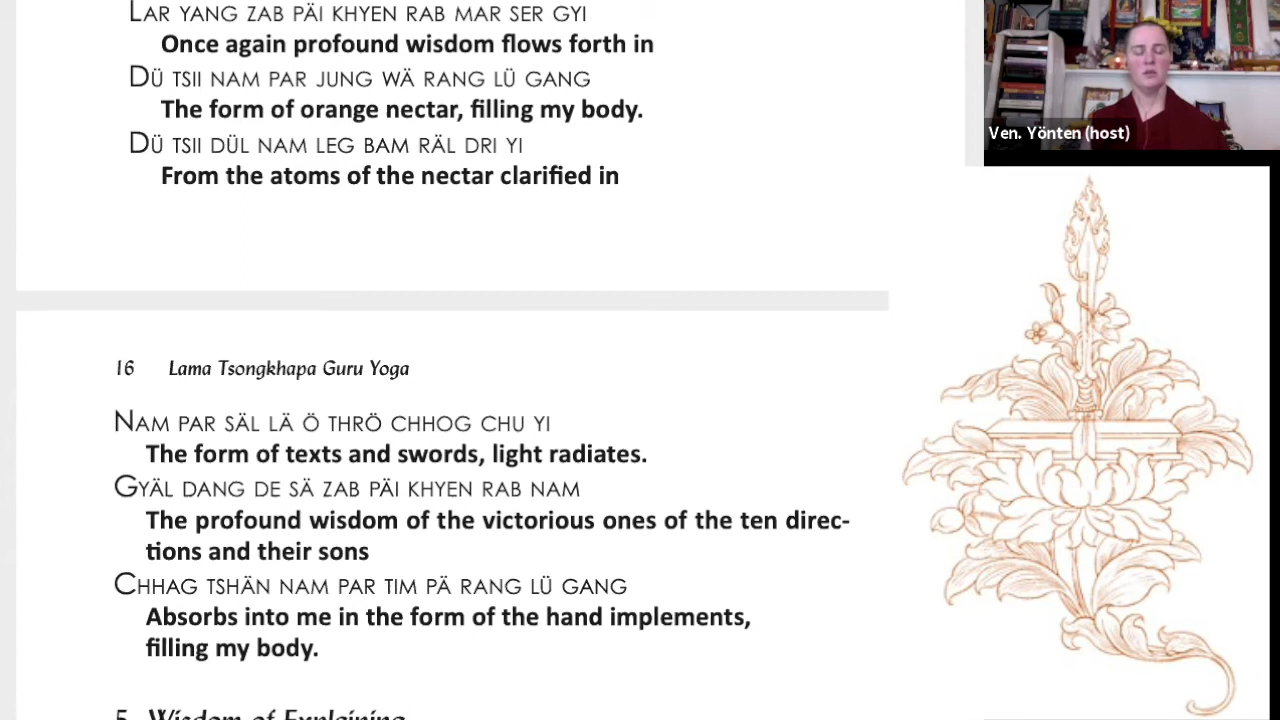 LAR YANG ZAB PÄI KHYEN RAB MAR SER GYI
Once again profound wisdom flows forth in
DÜ TSII NAM PAR JUNG WÄ RANG LÜ GANG
The form of orange nectar, filling my body.
DÜ TSII DÜL NAM LEG BAM RÄL DRI YI
From the atoms of the nectar clarified in
Ven. Yönten (host)
16 Lama Tsongkhapa Guru Yoga
NAM PAR SÄL LÄ Ö THRÖ CHHOG CHU YI
The form of texts and swords, light radiates.
GYÄL DANG DE SÄ ZAB PÄI KHYEN RAB NAM
The profound wisdom of the victorious ones of the ten direc-
tions and their sons
CHHAG TSHÄN NAM PAR TIM PÄ RANG LÜ GANG
Absorbs into me in the form of the hand implements,
filling my body.
5 Wisdom of Explaining